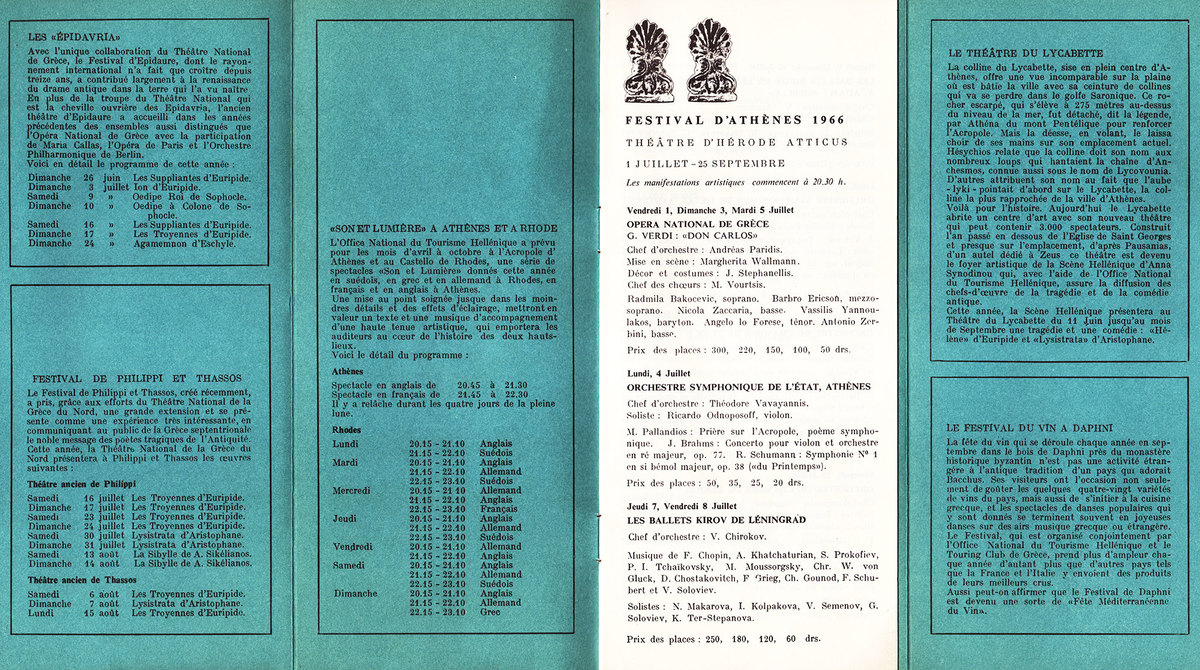 LES «ÉPIDAVRIA»
Avec l'unique collaboration du Théâtre National
de Grèce, le Festival d'Epidaure, dont le rayon-
nement international n'a fait que croître depuis
treize ans, a contribué largement à la renaissance
du drame antique dans la terre qui l'a vu naître.
En plus de la troupe du Théâtre National qui
est la cheville ouvrière des Epidavria, l'ancien
théâtre d'Epidaure a accueilli dans les années
précédentes des ensembles aussi distingués que
l'Opéra National de Grèce avec la participation
de Maria Callas, l'Opéra de Paris et l'Orchestre
Philharmonique de Berlin.
Voici en détail le programme de cette année :
Dimanche 26 juin Les Suppliantes d'Euripide.
Dimanche 3 juillet Ion d'Euripide.
Samedi 9 » Oedipe Roi de Sophocle.
Dimanche 10 » Oedipe à Colone de So-
phocle.
Samedi 16 » Les Suppliantes d'Euripide.
Dimanche 17 » Les Troyennes d'Euripide.
Dimanche 24 » Agamemnon d'Eschyle.
FESTIVAL DE PHILIPPI ET THASSOS
Le Festival de Philippi et Thassos, créé récemment,
a pris, grâce aux efforts du Théâtre National de la
Grèce du Nord, une grande extension et se pré-
sente comme une expérience très intéressante, en
communiquant au public de la Grèce septentrionale
le noble message des poètes tragiques de l'Antiquité.
Cette année, la Théâtre National de la Grèce du
Nord présentera à Philippi et Thassos les œuvres
suivantes :
Théâtre ancien de Philippi
Samedi 16 juillet Les Troyennes d'Euripide.
Dimanche 17 juillet Les Troyennes d'Euripide.
Samedi 23 juillet Les Troyennes d'Euripide.
Dimanche 24 juillet Les Troyennes d'Euripide.
Samedi 30 juillet Lysistrata d'Aristophane.
Dimanche 31 juillet Lysistrata d'Aristophane.
Samedi 13 août La Sibylle de A. Sikélianos.
Dimanche 14 août La Sibylle de A. Sikélianos.
Théâtre ancien de Thassos
Samedi 6 août Les Troyennes d'Euripide.
Dimanche 7 août Lysistrata d'Aristophane.
Lundi 15 août Les Troyennes d'Euripide.
«SON ET LUMIÈRE» A ATHÈNES ET A RHODE
L'Office National du Tourisme Hellénique a prévu
pour les mois d'avril à octobre à l'Acropole d'
Athènes et au Castello de Rhodes, une série de
spectacles «Son et Lumière» donnés cette année
en suédois, en grec et en allemand à Rhodes, en
français et en anglais à Athènes.
Une mise au point soignée jusque dans les moin-
dres détails et des effets d'éclairage, mettront en
valeur un texte et une musique d'accompagnement
d'une haute tenue artistique, qui emportera les
auditeurs au cœur de l'histoire des deux hauts-
lieux.
Voici le détail du programme :
Athènes
Spectacle en anglais de 20.45 à 21.30
Spectacle en français de 21.45 à 22.30
Il y a relâche durant les quatre jours de la pleine
lune.
Rhodes
Lundi 20.15 - 21.10 Anglais
21.15 - 22.10 Suédois
Mardi 20.15 - 21.10 Anglais
21.15 - 22.10 Allemand
22.15 - 23.10 Suédois
Mercredi 20.15 - 21.10 Allemand
21.15 - 22.10 Anglais
22.15 - 23.10 Français
Jeudi 20.15 - 21.10 Anglais
21.15 - 22.10 Allemand
22.15 - 23.10 Suédois
Vendredi 20.15 - 21.10 Allemand
21.15 - 22.10 Anglais
Samedi 20.15 - 21.10 Anglais
21.15 - 22.10 Allemand
22.15 - 23.10 Suédois
Dimanche 20.15 - 21.10 Anglais
21.15 - 22.10 Allemand
22.15 - 23.10 Grec
FESTIVAL D'ATHÈNES 1966
THÉÂTRE D'HÉRODE ATTICUS
1 JUILLET - 25 SEPTEMBRE
Les manifestations artistiques commencent à 20.30 h.
Vendredi 1, Dimanche 3, Mardi 5 Juillet
OPERA NATIONAL DE GRÈCE
G. VERDI : «DON CARLOS»
Chef d'orchestre : Andréas Paridis.
Mise en scène : Margherita Wallmann.
Décor et costumes : J. Stephanellis.
Chef des chœurs : M. Vourtsis.
Radmila Bakocevic, soprano. Barbro Ericson, mezzo-
soprano. Nicola Zaccaria, basse. Vassilis Yannou-
lakos, baryton. Angelo lo Forese, ténor. Antonio Zer-
bini, basse.
Prix des places : 300, 220, 150, 100, 50 drs.
Lundi, 4 Juillet
ORCHESTRE SYMPHONIQUE DE L'ÉTAT, ATHÈNES
Chef d'orchestre : Théodore Vavayannis.
Soliste : Ricardo Odnoposoff, violon.
M. Pallandios : Prière sur l'Acropole, poème sympho-
nique. J. Brahms : Concerto pour violon et orchestre
en ré majeur, op. 77. R. Schumann : Symphonie Nº 1
en si bémol majeur, op. 38 («du Printemps»).
Prix des places : 50, 35, 25, 20 drs.
Jeudi 7, Vendredi 8 Juillet
LES BALLETS KIROV DE LÉNINGRAD
Chef d'orchestre : V. Chirokov.
Musique de F. Chopin, A. Khatchaturian, S. Prokofiev,
P. I. Tchaïkovsky, M. Moussorgsky, Chr. W. von
Gluck, D. Chostakovitch, F Grieg, Ch. Gounod, F. Schu-
bert et V. Soloviev.
Solistes : N. Makarova, I. Kolpakova, V. Semenov, G.
Soloviev, K. Ter-Stepanova.
Prix des places : 250, 180, 120, 60 drs.
LE THÉÂTRE DU LYCABETTE
La colline du Lycabette, sise en plein centre d'A-
thènes, offre une vue incomparable sur la plaine
où est bâtie la ville avec sa ceinture de collines
qui va se perdre dans le golfe Saronique. Ce ro-
cher escarpé, qui s'élève à 275 mètres au-dessus
du niveau de la mer, fut détaché, dit la légende,
par Athéna du mont Pentélique pour renforcer
l'Acropole. Mais la déesse, en volant, le laissa
choir de ses mains sur son emplacement actuel.
Hésychios relate que la colline doit son nom aux
nombreux loups qui hantaient la chaîne d'An-
chesmos, connue aussi sous le nom de Lycovounia.
D'autres attribuent son nom au fait que l'aube
- lyki - pointait d'abord sur le Lycabette, la col-
line la plus rapprochée de la ville d'Athènes.
Voilà pour l'histoire. Aujourd'hui le Lycabette
abrite un centre d'art avec son nouveau théâtre
qui peut contenir 3.000 spectateurs. Construit
l'an passé en dessous de l'Eglise de Saint Georges
et presque sur l'emplacement, d'après Pausanias,
d'un autel dédié à Zeus ce théâtre est devenu
le foyer artistique de la Scène Hellénique d'Anna
Synodinou qui, avec l'aide de l'Office National
du Tourisme Hellénique, assure la diffusion des
chefs-d'œuvre de la tragédie et de la comédie
antique.
Cette année, la Scène Hellénique présentera au
Théâtre du Lycabette du 11 Juin jusqu'au mois
de Septembre une tragédie et une comédie : «Hé-
lène» d'Euripide et «Lysistrata» d'Aristophane.
LE FESTIVAL DU VIN A DAPHNI
La fête du vin qui se déroule chaque année en sep-
tembre dans le bois de Daphni près du monastère
historique byzantin n'est pas une activité étran-
gère à l'antique tradition d'un pays qui adorait
Bacchus. Ses visiteurs ont l'occasion non seule-
ment de goûter les quelques quatre-vingt variétés
de vins du pays, mais aussi de s'initier à la cuisine
grecque, et les spectacles de danses populaires qui
y sont donnés se terminent souvent en joyeuses
danses sur des airs musique grecque ou étrangère.
Le Festival, qui est organisé conjointement par
l'Office National du Tourisme Hellénique et le
Touring Club de Grèce, prend plus d'ampleur cha-
que année d'autant plus que d'autres pays tels
que la France et l'Italie y envoient des produits
de leurs meilleurs crus.
Aussi peut-on affirmer que le Festival de Daphni
est devenu une sorte de «Fête Méditerranéenne
du Vin».